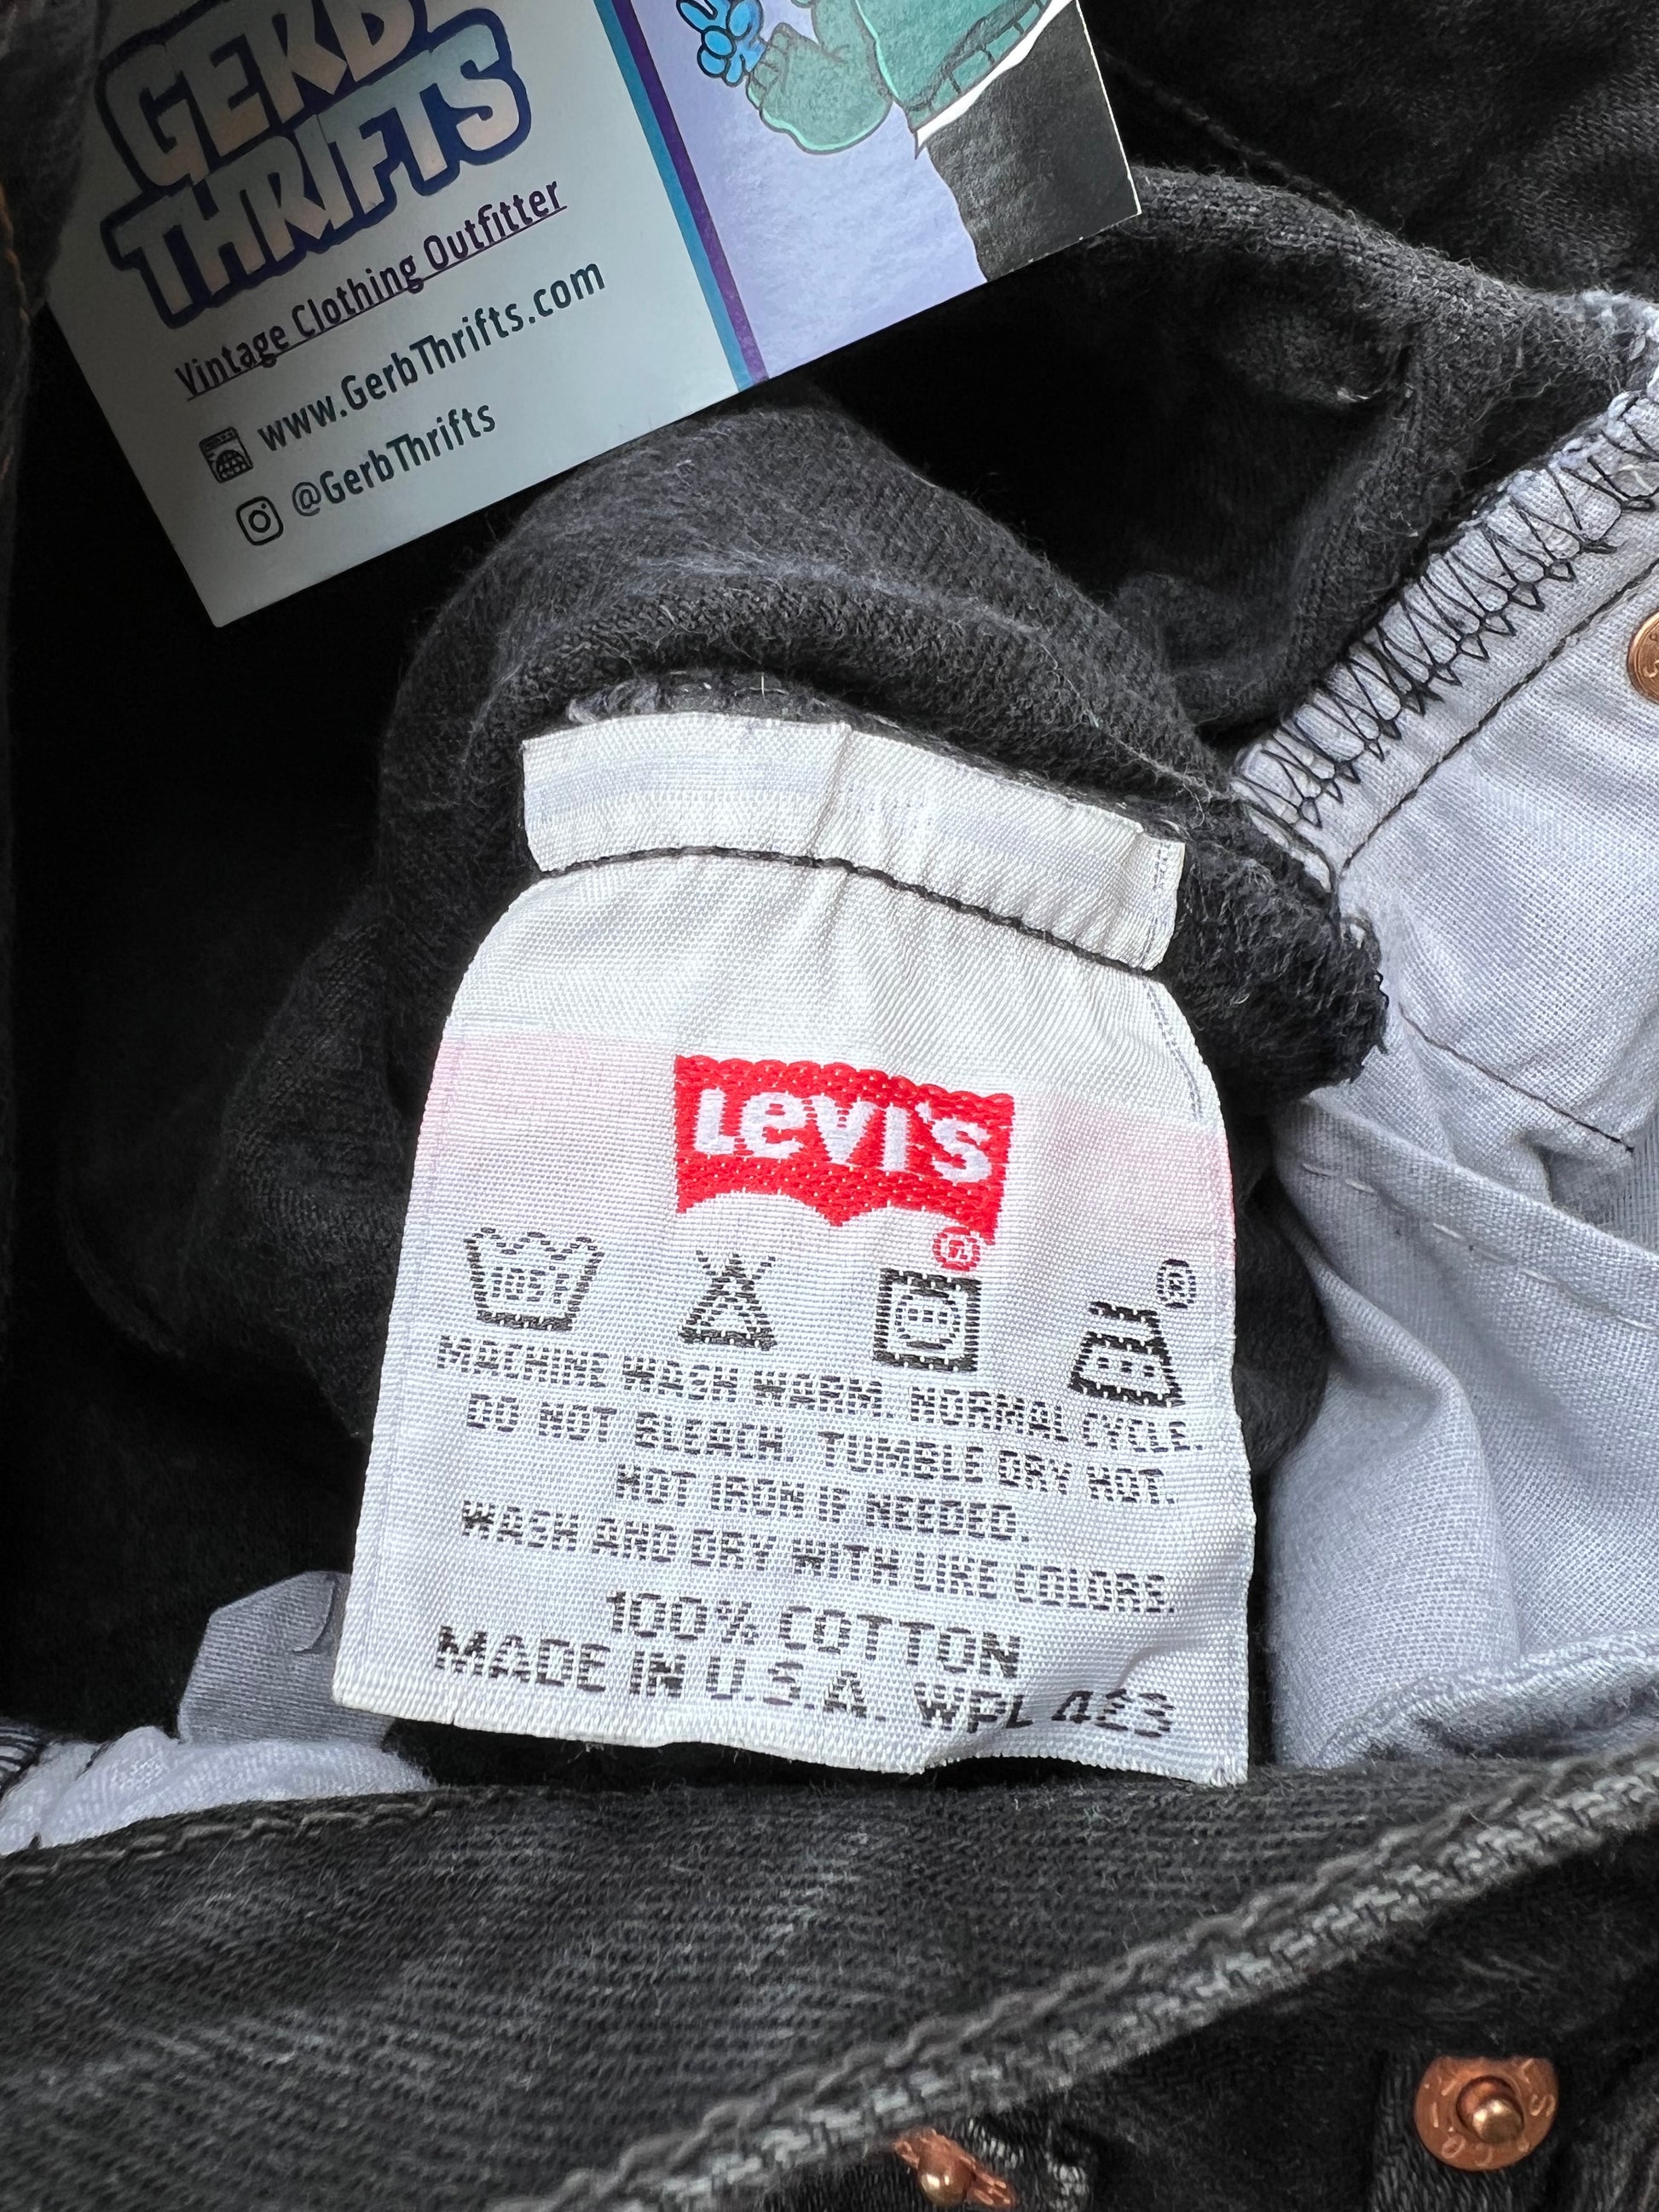 GERB
THRIFTS
Vintage Clothing Outfitter
www.GerbThrifts.com
@GerbThrifts
LEVI'S
®
105F
®
MACHINE WASH WARM. NORMAL CYCLE.
DO NOT BLEACH. TUMBLE DRY HOT.
HOT IRON IF NEEDED.
WASH AND DRY WITH LIKE COLORS.
100% COTTON
MADE IN U.S.A. WPL 423